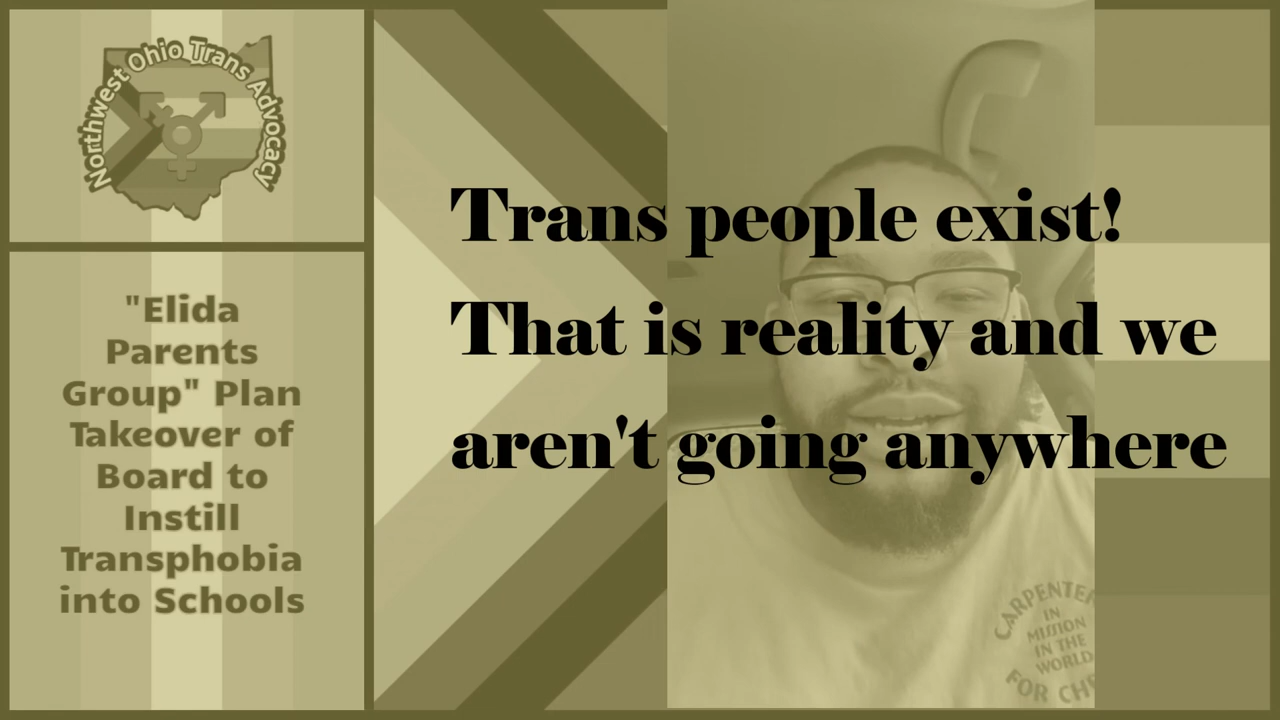 Northwest Ohio Trans Advocacy
"Elida
Parents
Group" Plan
Takeover of
Board to
Instill
Transphobia
into Schools
Trans people exist!
That is reality and we
aren't going anywhere
CARPENTER
IN
MISSION
IN THE
WORLD
FOR